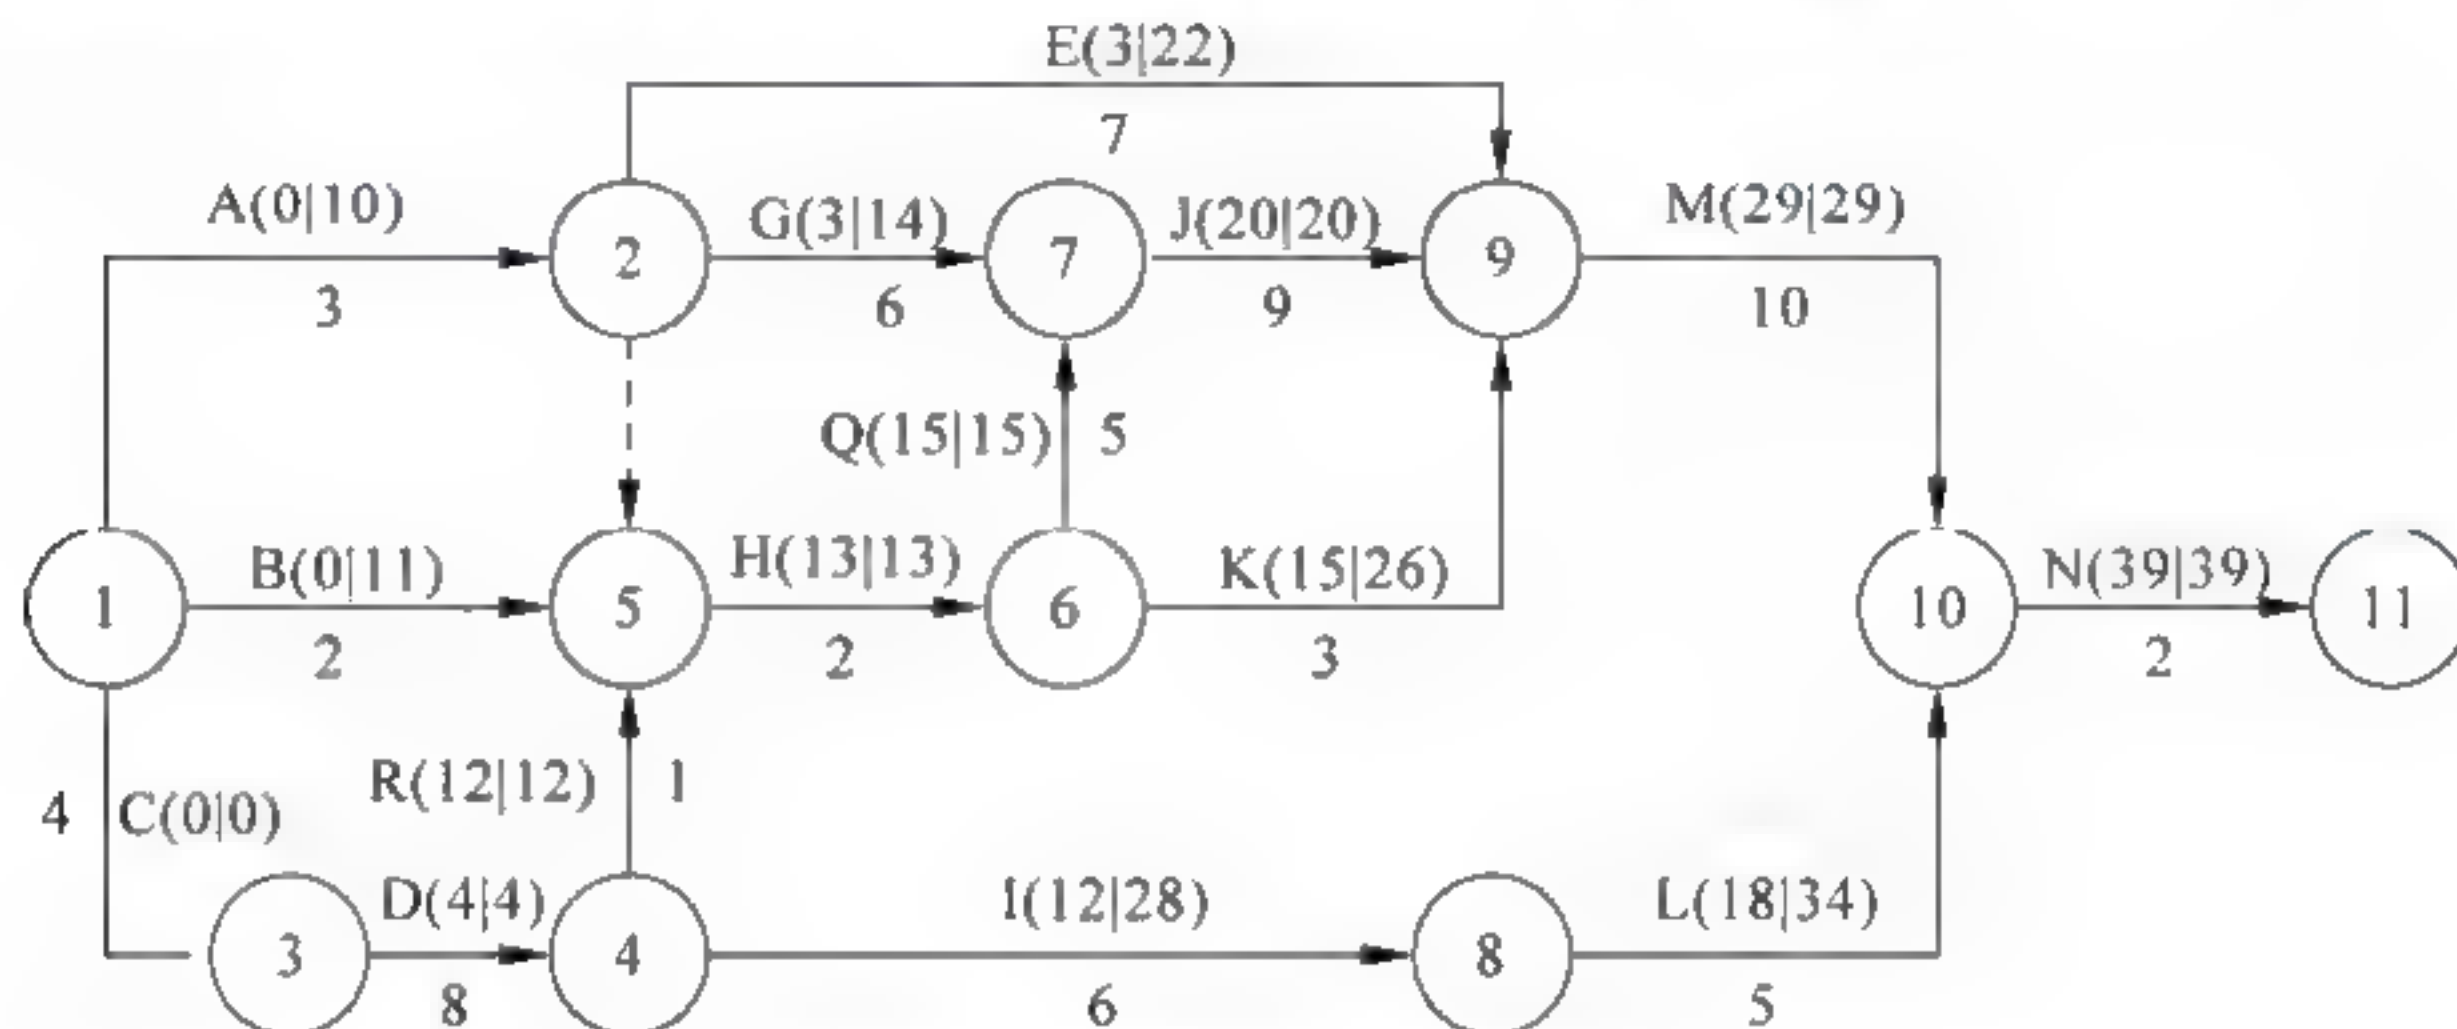 E(3|22)
7
A(0|10)
3
2
G(3|14)
6
7
J(20|20)
9
9
M(29|29)
10
Q(15|15)
5
1
B(0|11)
2
5
H(13|13)
2
6
K(15|26)
3
10
N(39|39)
2
11
4
C(0|0)
R(12|12)
1
3
D(4|4)
8
4
I(12|28)
6
8
L(18|34)
5